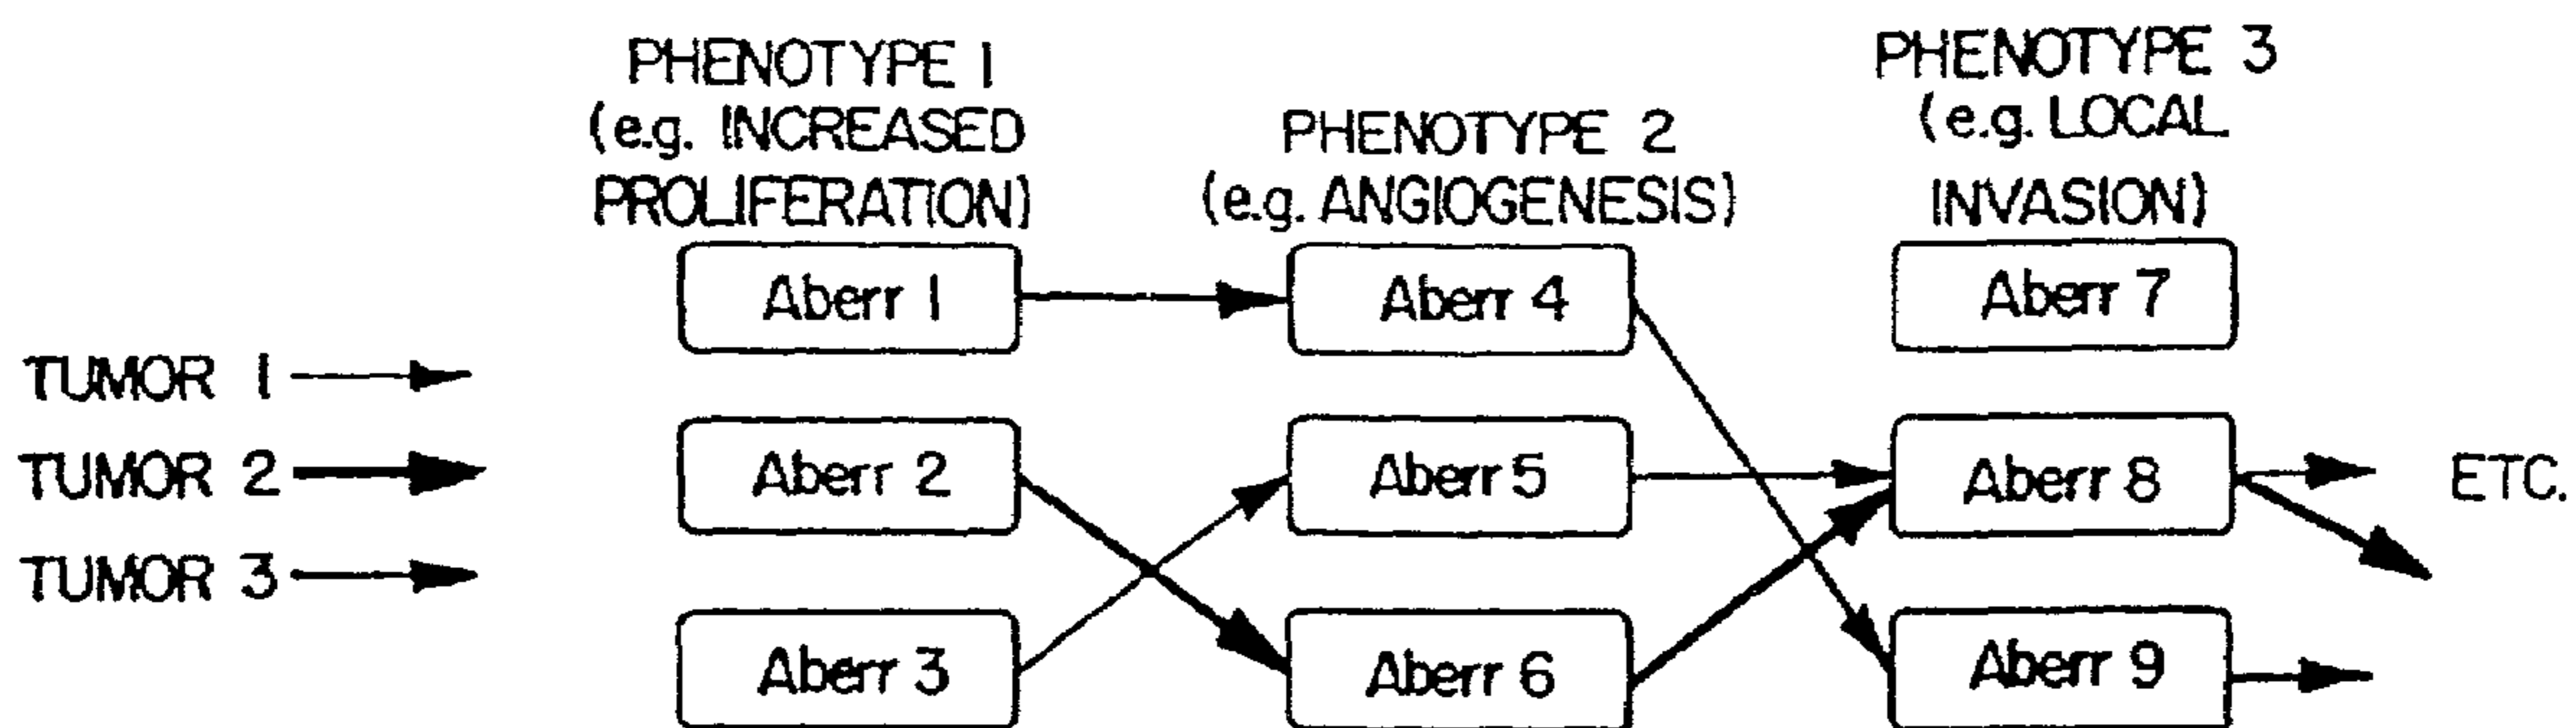 PHENOTYPE 1
(e.g. INCREASED
PROLIFERATION)
PHENOTYPE 2
(e.g. ANGIOGENESIS)
PHENOTYPE 3
(e.g. LOCAL
INVASION)
Aberr 1
Aberr 4
Aberr 7
TUMOR 1
TUMOR 2
TUMOR 3
Aberr 2
Aberr 5
Aberr 8
ETC.
Aberr 3
Aberr 6
Aberr 9